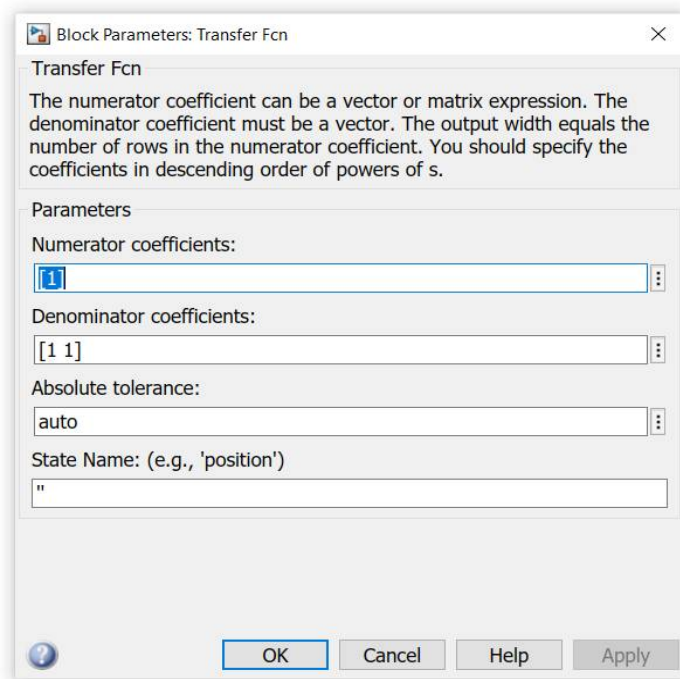 Block Parameters: Transfer Fcn
Transfer Fcn
The numerator coefficient can be a vector or matrix expression. The
denominator coefficient must be a vector. The output width equals the
number of rows in the numerator coefficient. You should specify the
coefficients in descending order of powers of s.
Parameters
Numerator coefficients:
[1]
Denominator coefficients:
[1 1]
Absolute tolerance:
auto
State Name: (e.g., 'position')
''
OK Cancel Help Apply